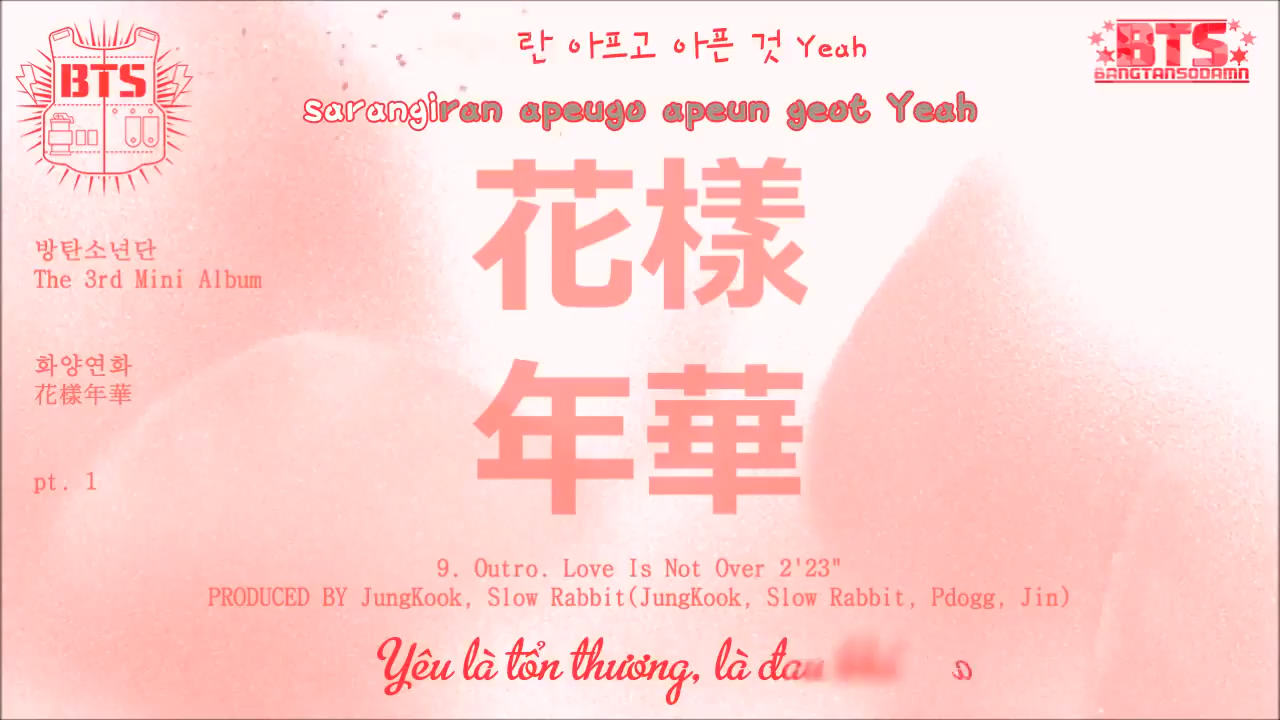 BTS
란 아프고 아픈 것 Yeah
BTS
BANGTANSODAMN
sarangiran apeugo apeun geot Yeah
花樣
年華
방탄소년단
The 3rd Mini Album
화양연화
花樣年華
pt. 1
9. Outro. Love Is Not Over 2'23"
PRODUCED BY JungKook, Slow Rabbit(JungKook, Slow Rabbit, Pdogg, Jin)
Yêu là tổn thương, là đau